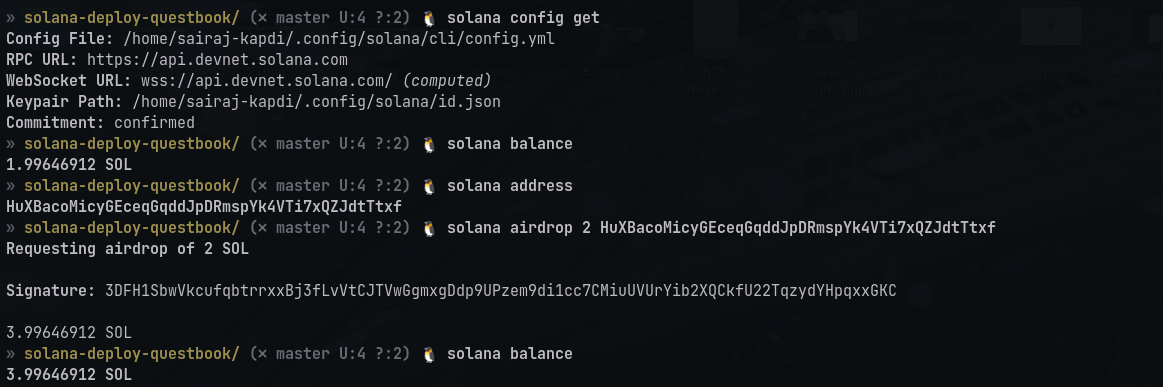 » solana-deploy-questbook/ (× master U:4 ?:2) 🐧 solana config get
Config File: /home/sairaj-kapdi/.config/solana/cli/config.yml
RPC URL: https://api.devnet.solana.com
WebSocket URL: wss://api.devnet.solana.com/ (computed)
Keypair Path: /home/sairaj-kapdi/.config/solana/id.json
Commitment: confirmed
» solana-deploy-questbook/ (× master U:4 ?:2) 🐧 solana balance
1.99646912 SOL
» solana-deploy-questbook/ (× master U:4 ?:2) 🐧 solana address
HuXBacoMicyGEceqGqddJpDRmspYk4VTi7xQZJdtTtxf
» solana-deploy-questbook/ (× master U:4 ?:2) 🐧 solana airdrop 2 HuXBacoMicyGEceqGqddJpDRmspYk4VTi7xQZJdtTtxf
Requesting airdrop of 2 SOL
Signature: 3DFH1SbwVkcufqbtrrxxBj3fLvVtCJTVwGgmxgDdp9UPzem9di1cc7CMiuUVUrYib2XQCkfU22TqzydYHpqxxGKC
3.99646912 SOL
» solana-deploy-questbook/ (× master U:4 ?:2) 🐧 solana balance
3.99646912 SOL